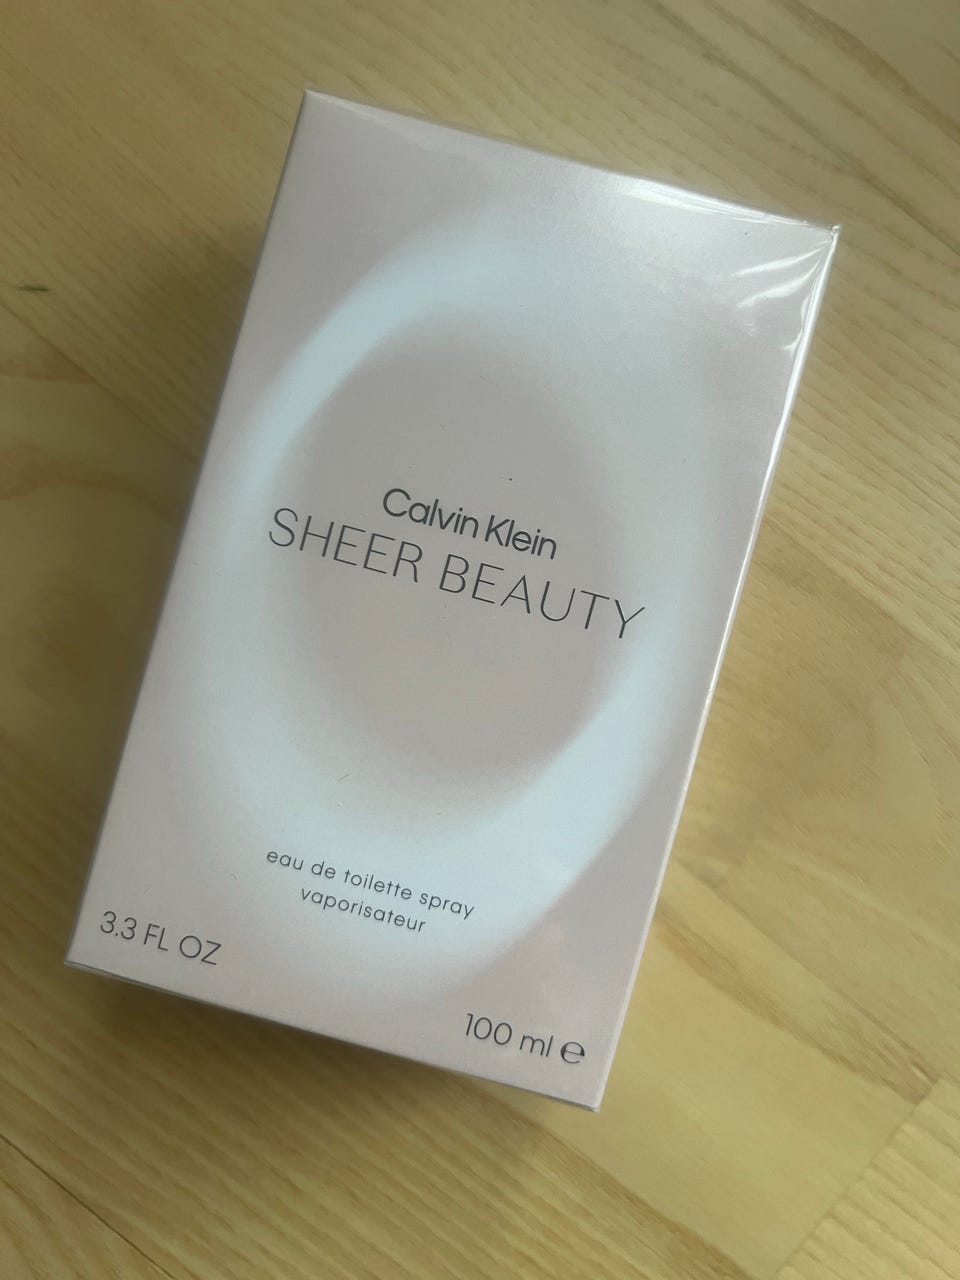 Calvin Klein
SHEER BEAUTY
eau de toilette spray
vaporisateur
3.3 FL OZ
100 ml ℮